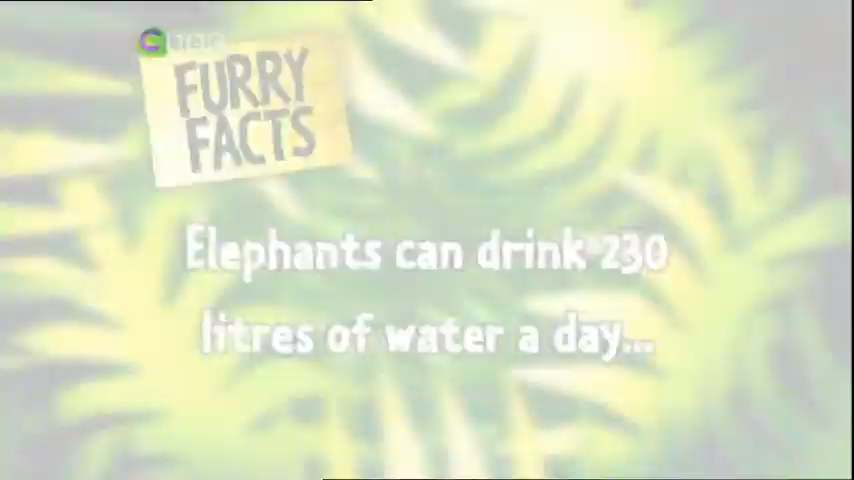 FURRY
FACTS
Elephants can drink 230
litres of water a day...